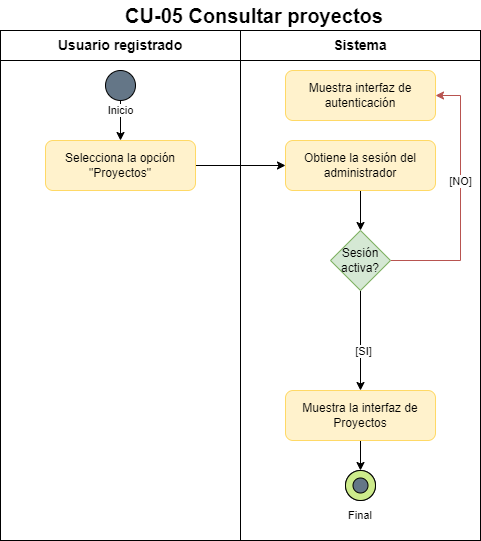 CU-05 Consultar proyectos
Usuario registrado
Sistema
Inicio
Muestra interfaz de
autenticación
Selecciona la opción
"Proyectos"
Obtiene la sesión del
administrador
[NO]
Sesión
activa?
[SI]
Muestra la interfaz de
Proyectos
Final